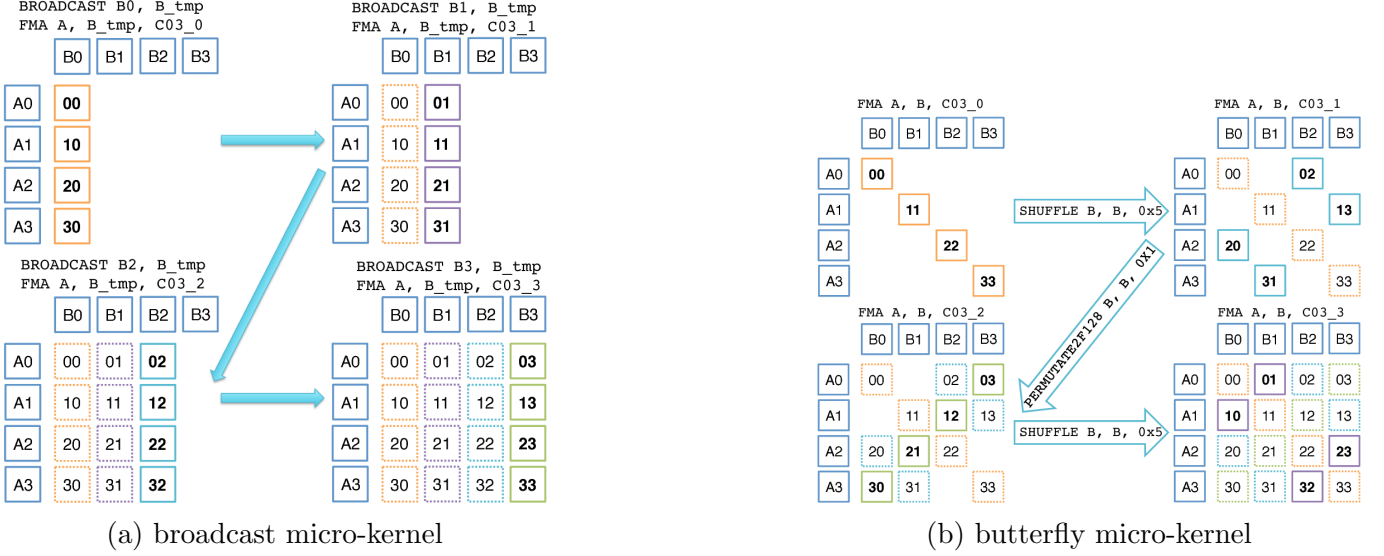 BROADCAST B0, B_tmp
FMA A, B_tmp, C03_0
B0 B1 B2 B3
A0 00
A1 10
A2 20
A3 30
BROADCAST B1, B_tmp
FMA A, B_tmp, C03_1
B0 B1 B2 B3
A0 00 01
A1 10 11
A2 20 21
A3 30 31
BROADCAST B2, B_tmp
FMA A, B_tmp, C03_2
B0 B1 B2 B3
A0 00 01 02
A1 10 11 12
A2 20 21 22
A3 30 31 32
BROADCAST B3, B_tmp
FMA A, B_tmp, C03_3
B0 B1 B2 B3
A0 00 01 02 03
A1 10 11 12 13
A2 20 21 22 23
A3 30 31 32 33
(a) broadcast micro-kernel
FMA A, B, C03_0
B0 B1 B2 B3
A0 00
A1 11
A2 22
A3 33
SHUFFLE B, B, 0x5
FMA A, B, C03_1
B0 B1 B2 B3
A0 00 02
A1 11 13
A2 20 22
A3 31 33
PERMUTATE2F128 B, B, 0X1
FMA A, B, C03_2
B0 B1 B2 B3
A0 00 02 03
A1 11 12 13
A2 20 21 22
A3 30 31 33
SHUFFLE B, B, 0x5
FMA A, B, C03_3
B0 B1 B2 B3
A0 00 01 02 03
A1 10 11 12 13
A2 20 21 22 23
A3 30 31 32 33
(b) butterfly micro-kernel